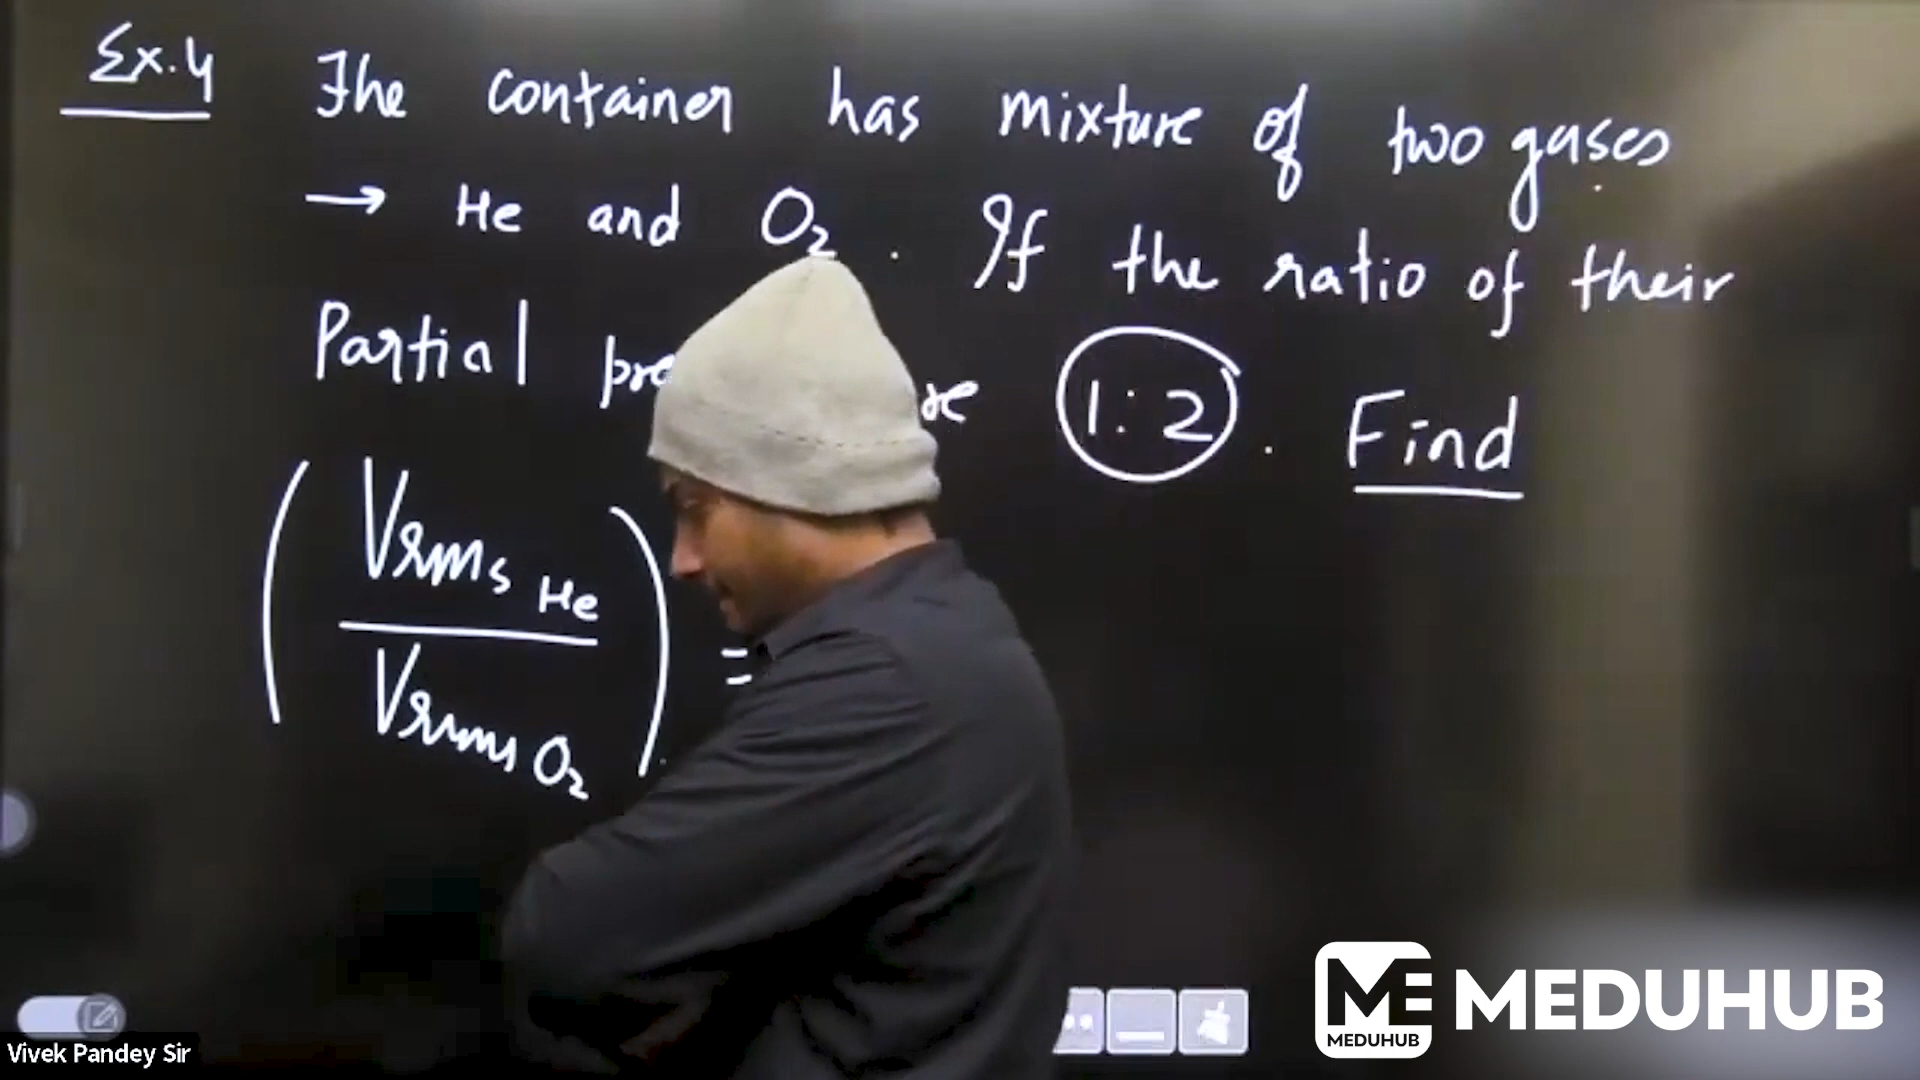 Ex.4 The container has mixture of two gases
→ He and O₂. If the ratio of their
Partial 1:2. Find
(Vrms He / Vrms O₂) =
ME MEDUHUB
MEDUHUB
Vivek Pandey Sir